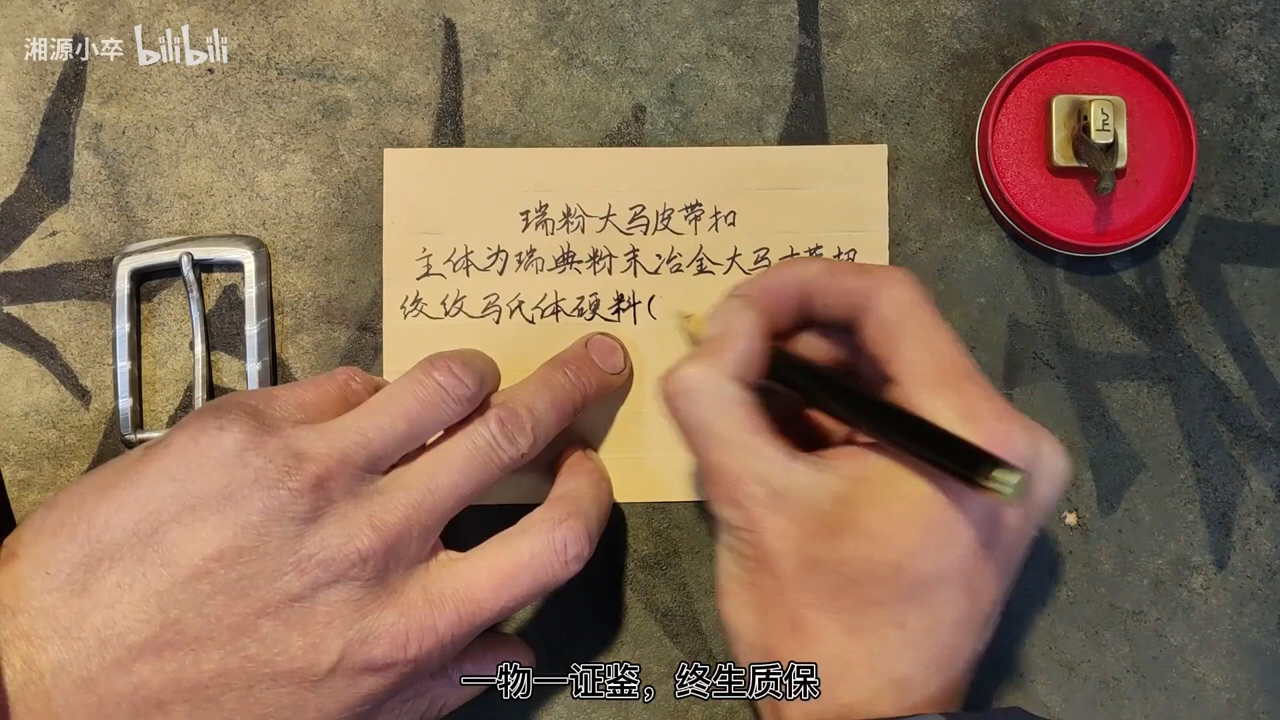 湘源小卒 bilibili
瑞粉大马皮带扣
主体为瑞典粉末冶金大马士革扭
绞纹马氏体硬料(
一物一证鉴，终生质保